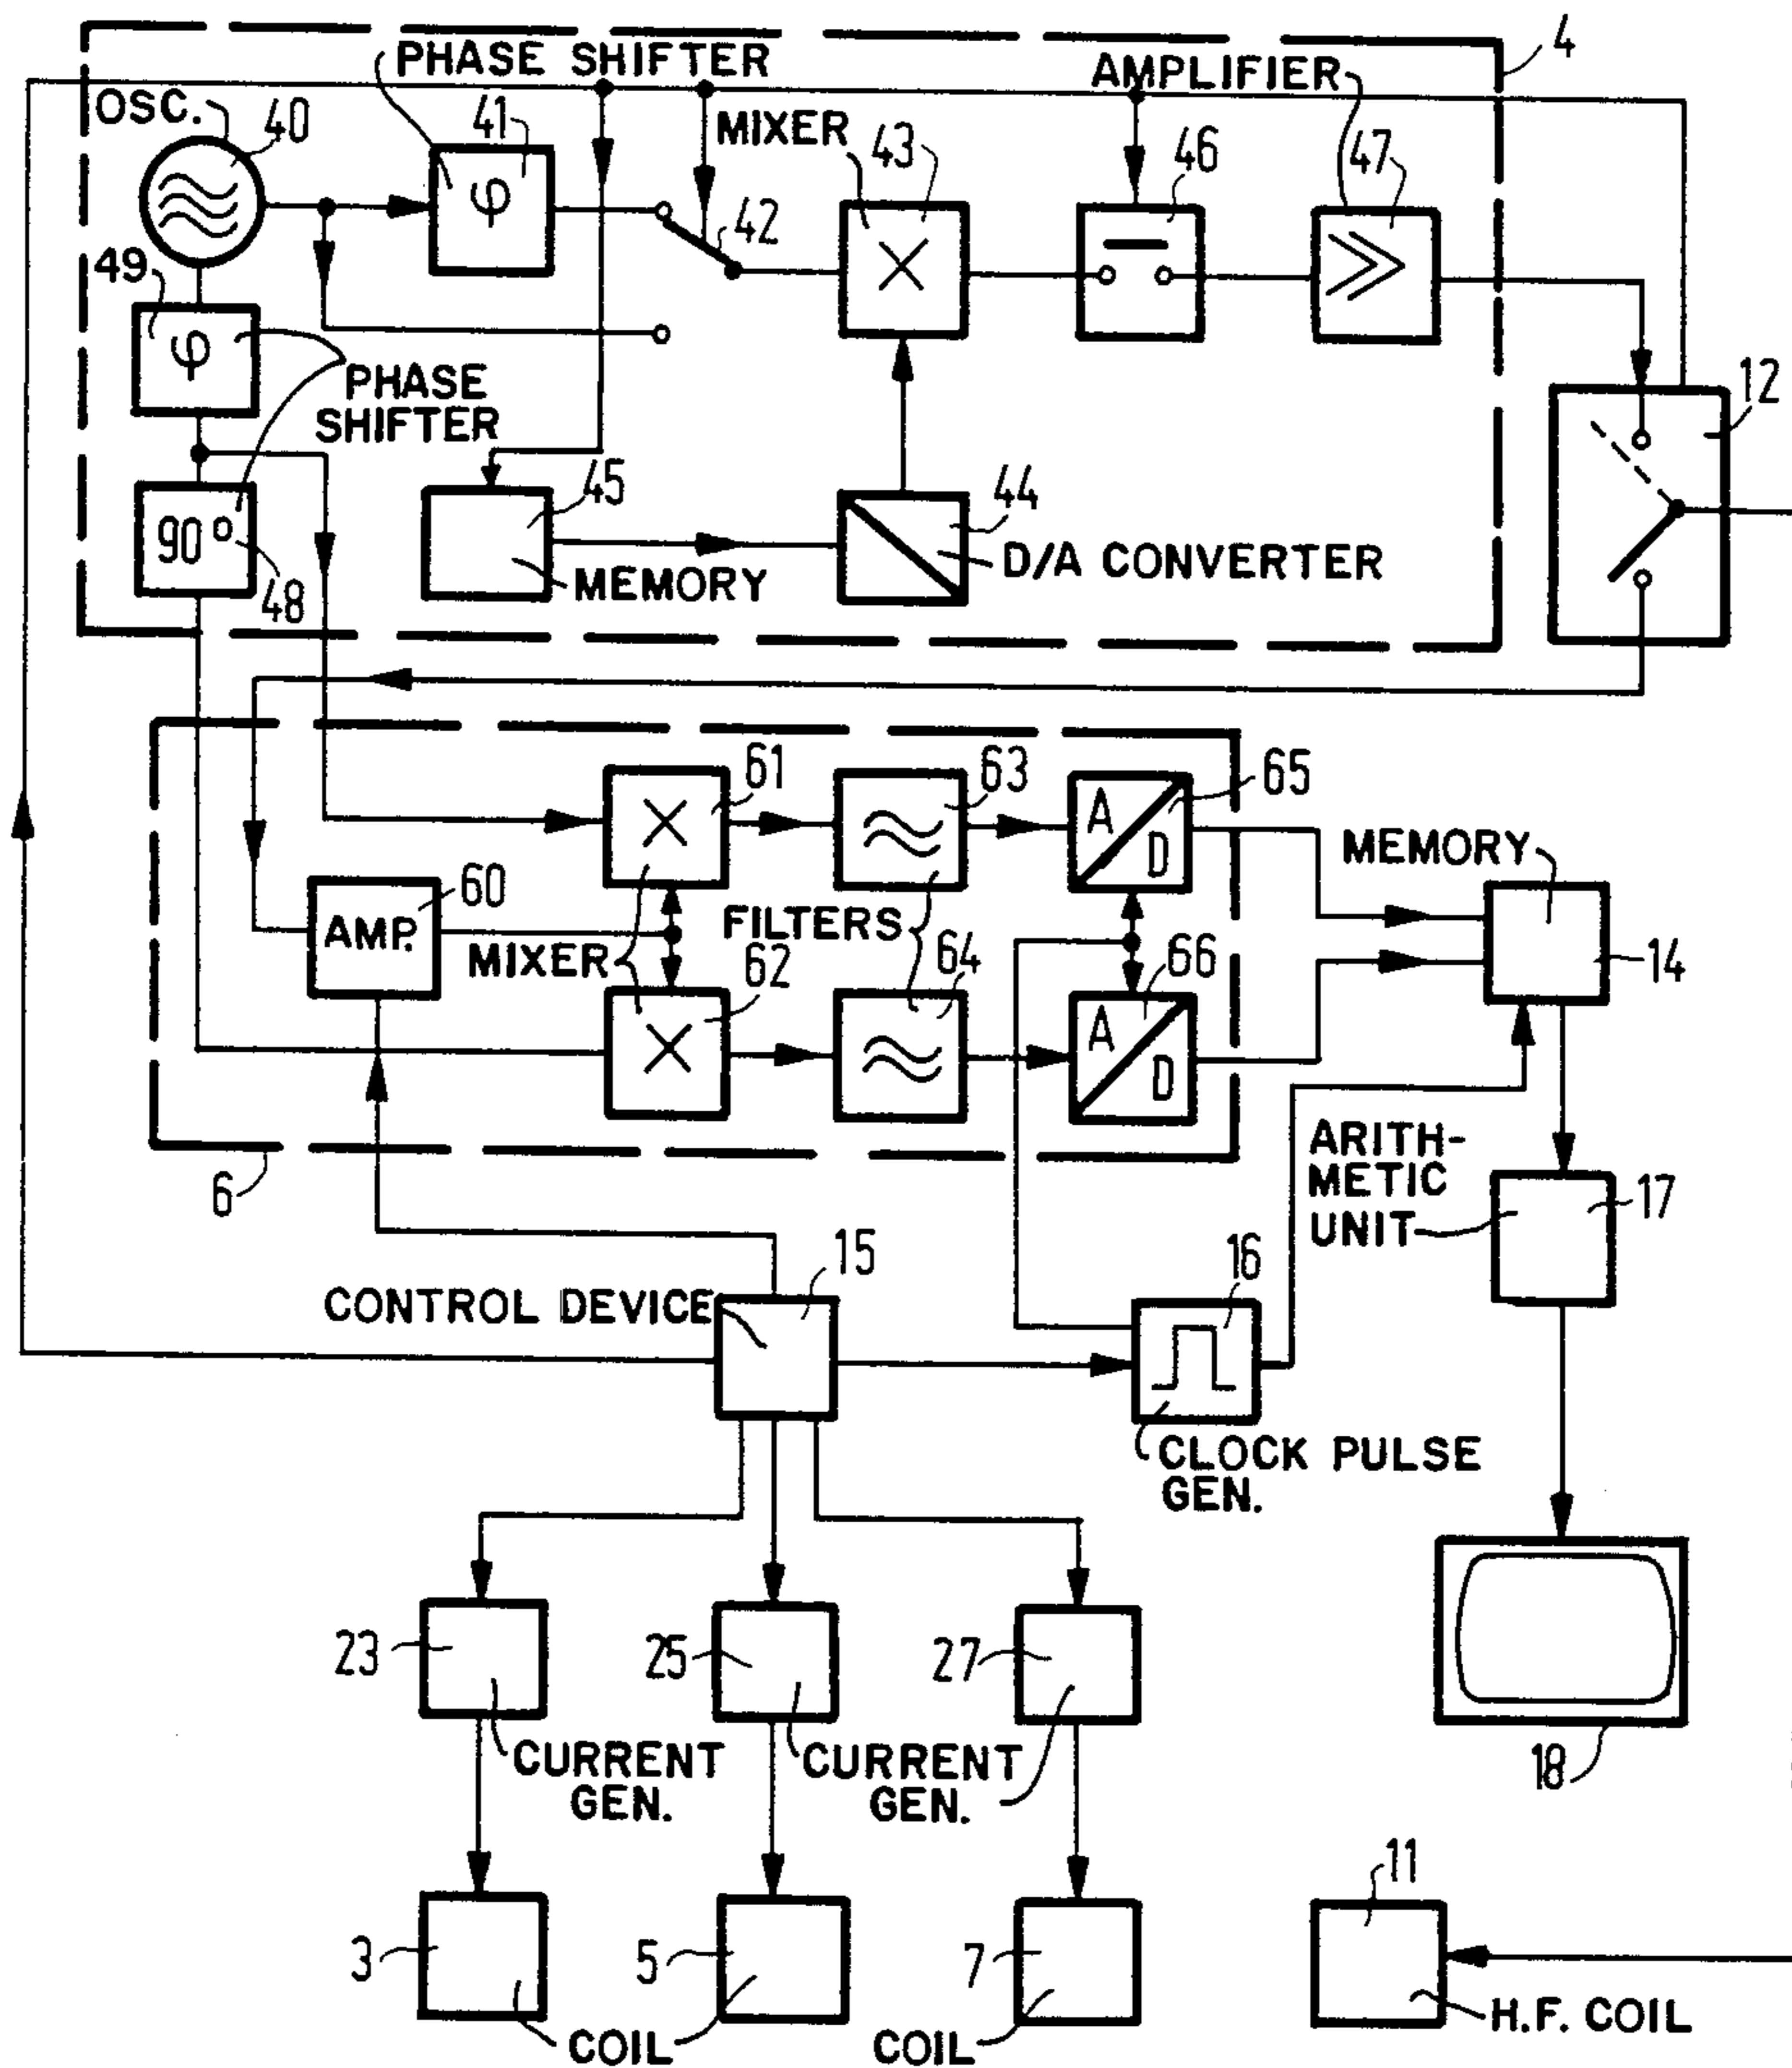 4
PHASE SHIFTER
AMPLIFIER
OSC.
40
41
MIXER
43
46
47
φ
42
49
φ
PHASE
SHIFTER
12
45
44
90°
D/A CONVERTER
MEMORY
48
61
63
65
A
D
MEMORY
60
AMP.
FILTERS
MIXER
62
64
66
14
A
D
ARITH-
METIC
UNIT
17
6
15
16
CONTROL DEVICE
CLOCK PULSE
GEN.
23
25
27
CURRENT
GEN.
CURRENT
GEN.
18
11
3
5
7
COIL
COIL
H.F. COIL